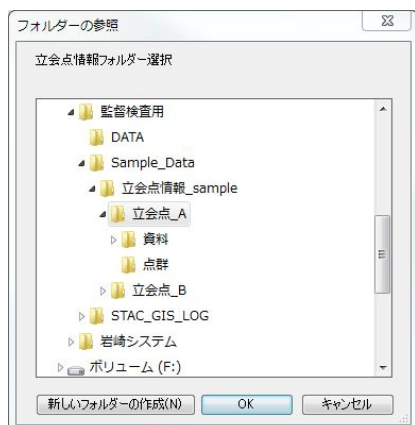 フォルダーの参照
立会点情報フォルダー選択
監督検査用
DATA
Sample_Data
立会点情報_sample
立会点_A
資料
点群
立会点_B
STAC_GIS_LOG
岩崎システム
ボリューム (F:)
新しいフォルダーの作成(N) OK キャンセル